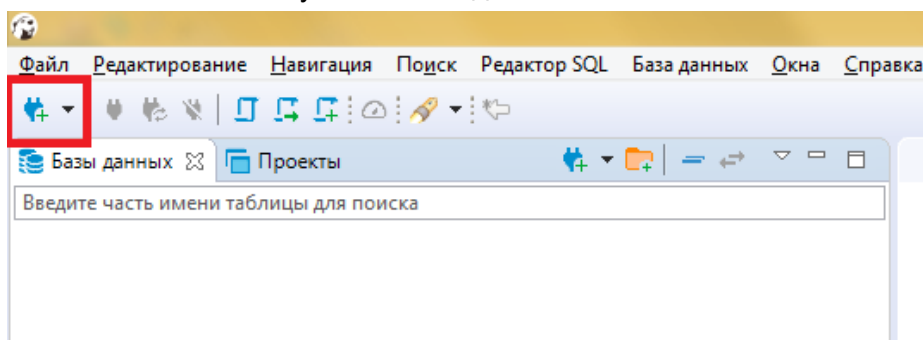 Файл Редактирование Навигация Поиск Редактор SQL База данных Окна Справка
Базы данных Проекты
Введите часть имени таблицы для поиска